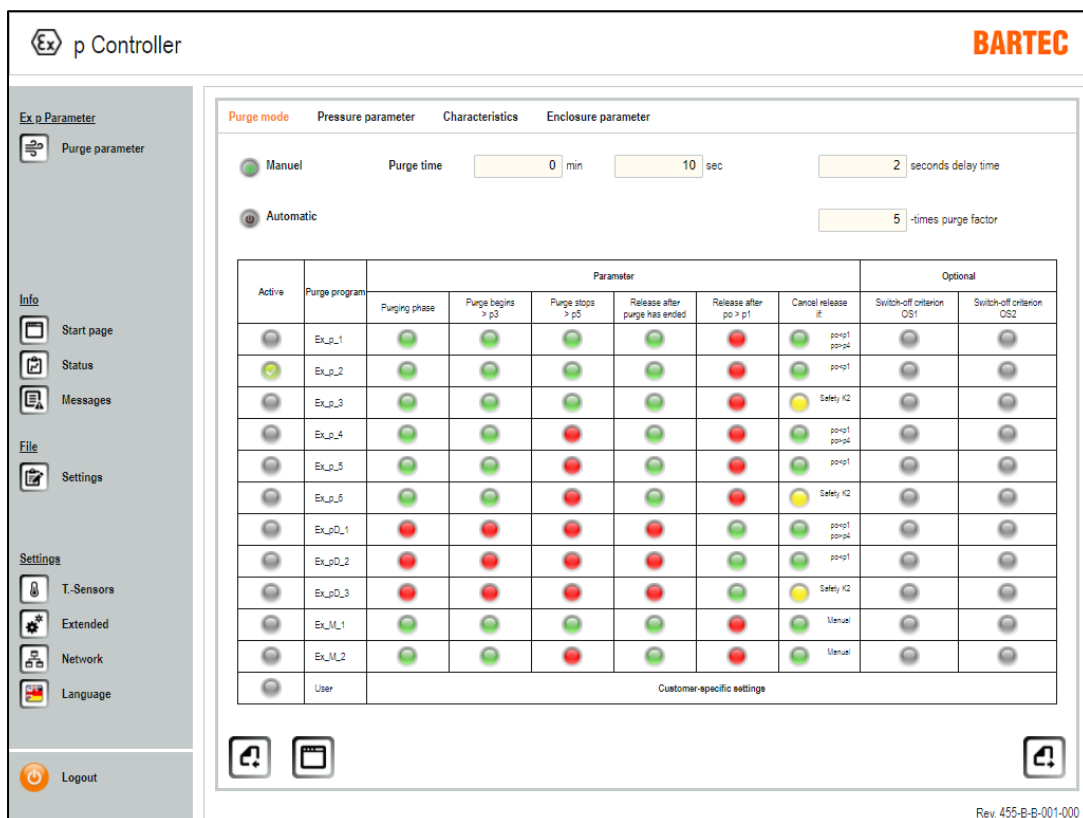 Ex p Controller
BARTEC
Ex p Parameter
Purge parameter
Info
Start page
Status
Messages
File
Settings
Settings
T.-Sensors
Extended
Network
Language
Logout
Purge mode Pressure parameter Characteristics Enclosure parameter
Manuel Purge time 0 min 10 sec 2 seconds delay time
Automatic 5 -times purge factor
Active Purge program Parameter Optional
Purging phase Purge begins > p3 Purge stops > p5 Release after purge has ended Release after po > p1 Cancel release if: Switch-off criterion OS1 Switch-off criterion OS2
Ex_p_1 po<p1 po>p4
Ex_p_2 po<p1
Ex_p_3 Safety K2
Ex_p_4 po<p1 po>p4
Ex_p_5 po<p1
Ex_p_6 Safety K2
Ex_pD_1 po<p1 po>p4
Ex_pD_2 po<p1
Ex_pD_3 Safety K2
Ex_M_1 Manual
Ex_M_2 Manual
User Customer-specific settings
Rev. 455-B-B-001-000